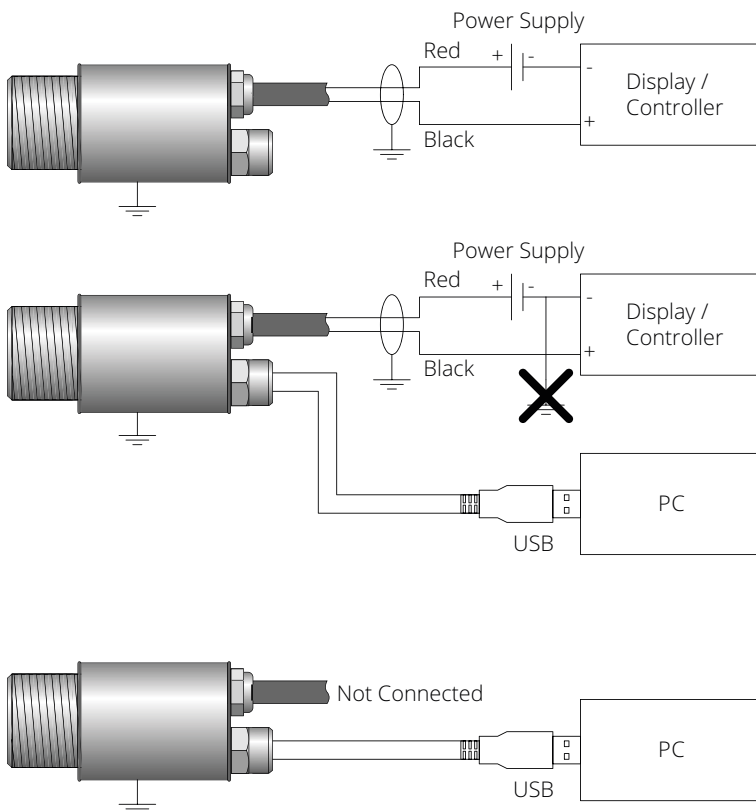 Power Supply
Red
+ -
-
Display /
Controller
+
Black
Power Supply
Red
+ -
-
Display /
Controller
+
Black
PC
USB
Not Connected
PC
USB